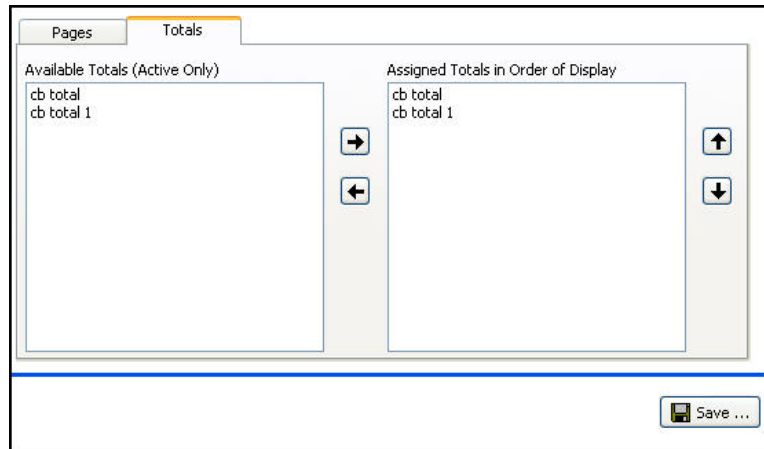 Pages
Totals
Available Totals (Active Only)
cb total
cb total 1
Assigned Totals in Order of Display
cb total
cb total 1
Save ...